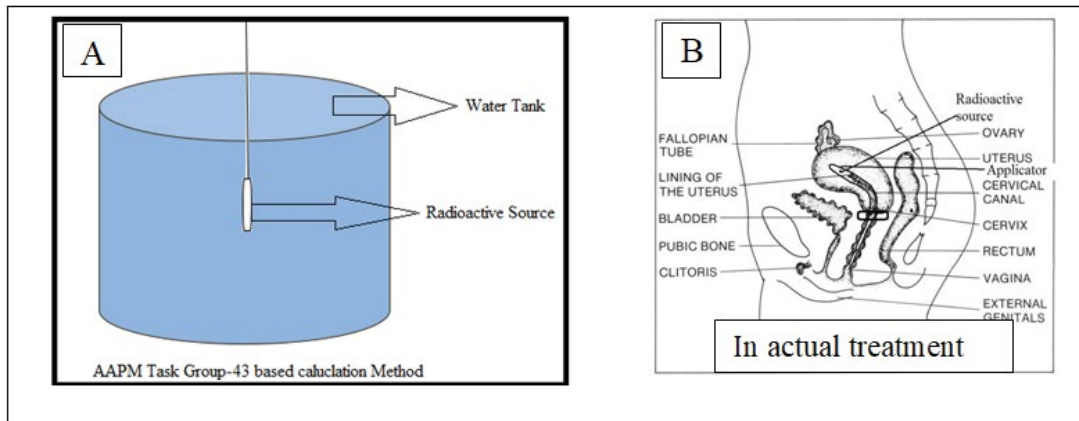 A
Water Tank
Radioactive Source
AAPM Task Group-43 based caluclation Method
B
Radioactive
source
FALLOPIAN
TUBE
LINING OF
THE UTERUS
BLADDER
PUBIC BONE
CLITORIS
OVARY
UTERUS
Applicator
CERVICAL
CANAL
CERVIX
RECTUM
VAGINA
EXTERNAL
GENITALS
In actual treatment